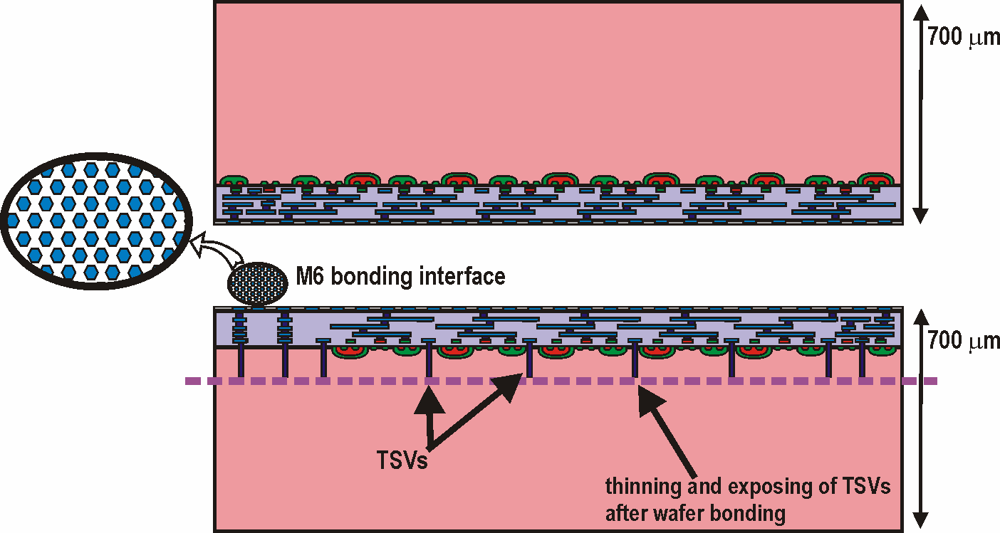 700 μm
M6 bonding interface
700 μm
TSVs
thinning and exposing of TSVs
after wafer bonding